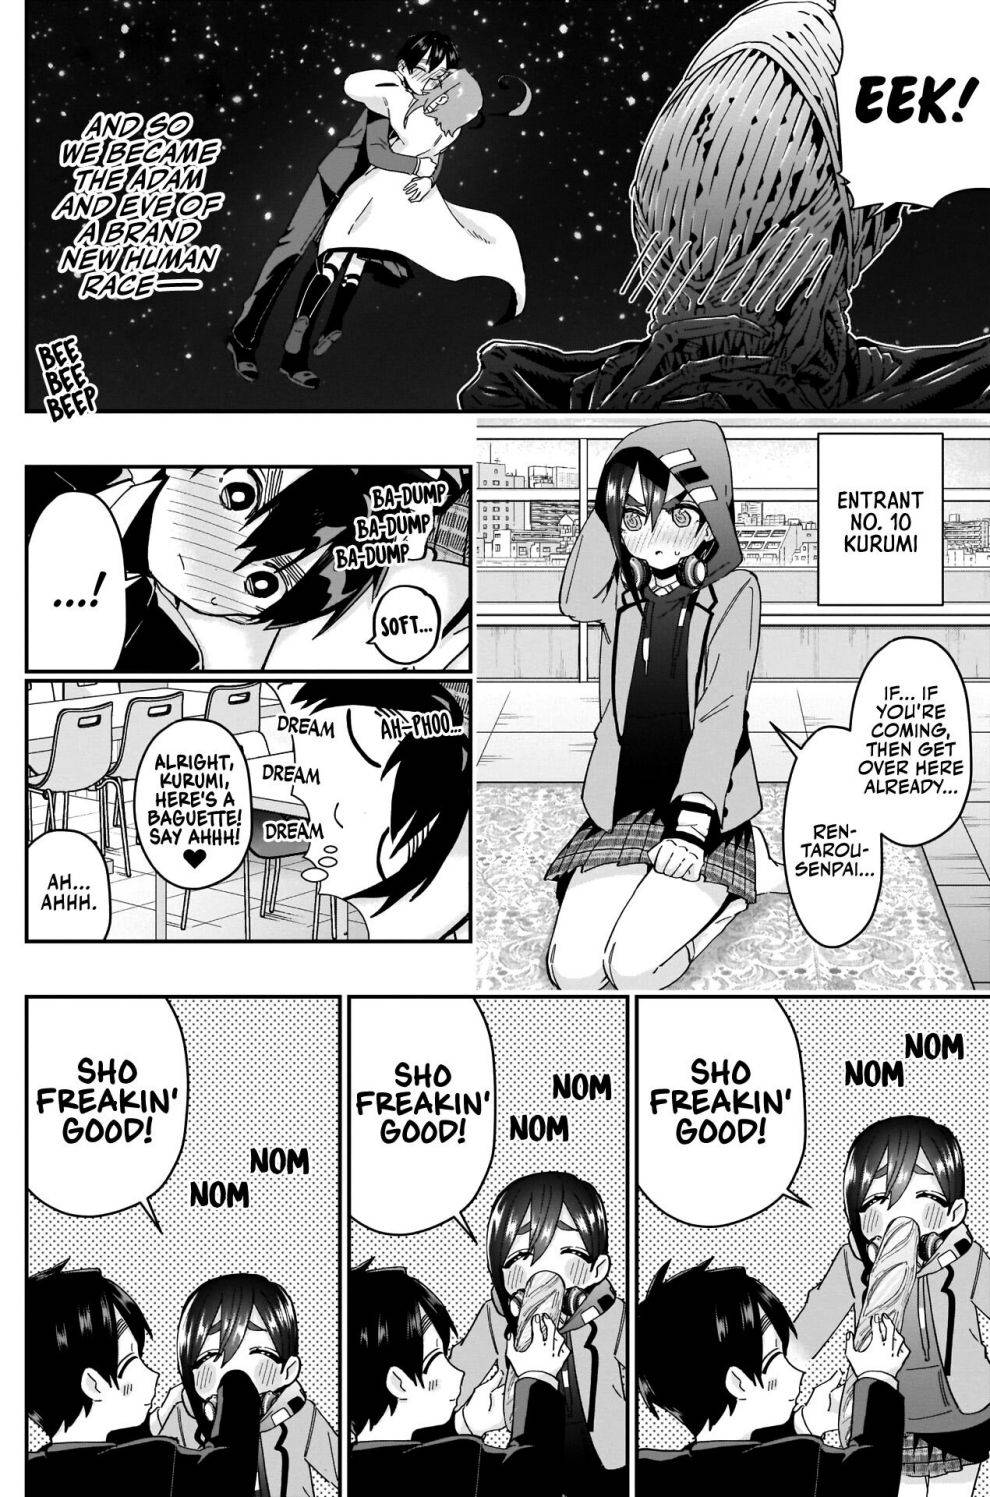 EEK!
AND SO
WE BECAME
THE ADAM
AND EVE OF
A BRAND
NEW HUMAN
RACE—
BEE
BEE
BEEP
ENTRANT
NO. 10
KURUMI
IF... IF
YOU'RE
COMING,
THEN GET
OVER HERE
ALREADY...
REN-
TAROU-
SENPAI...
BA-DUMP
BA-DUMP
BA-DUMP
SOFT...
....!
AH-PHOO...
DREAM
DREAM
DREAM
ALRIGHT,
KURUMI,
HERE'S A
BAGUETTE!
SAY AHHH!
♥
AH...
AHHH.
NOM
NOM
SHO
FREAKIN'
GOOD!
NOM
NOM
SHO
FREAKIN'
GOOD!
NOM
NOM
SHO
FREAKIN'
GOOD!